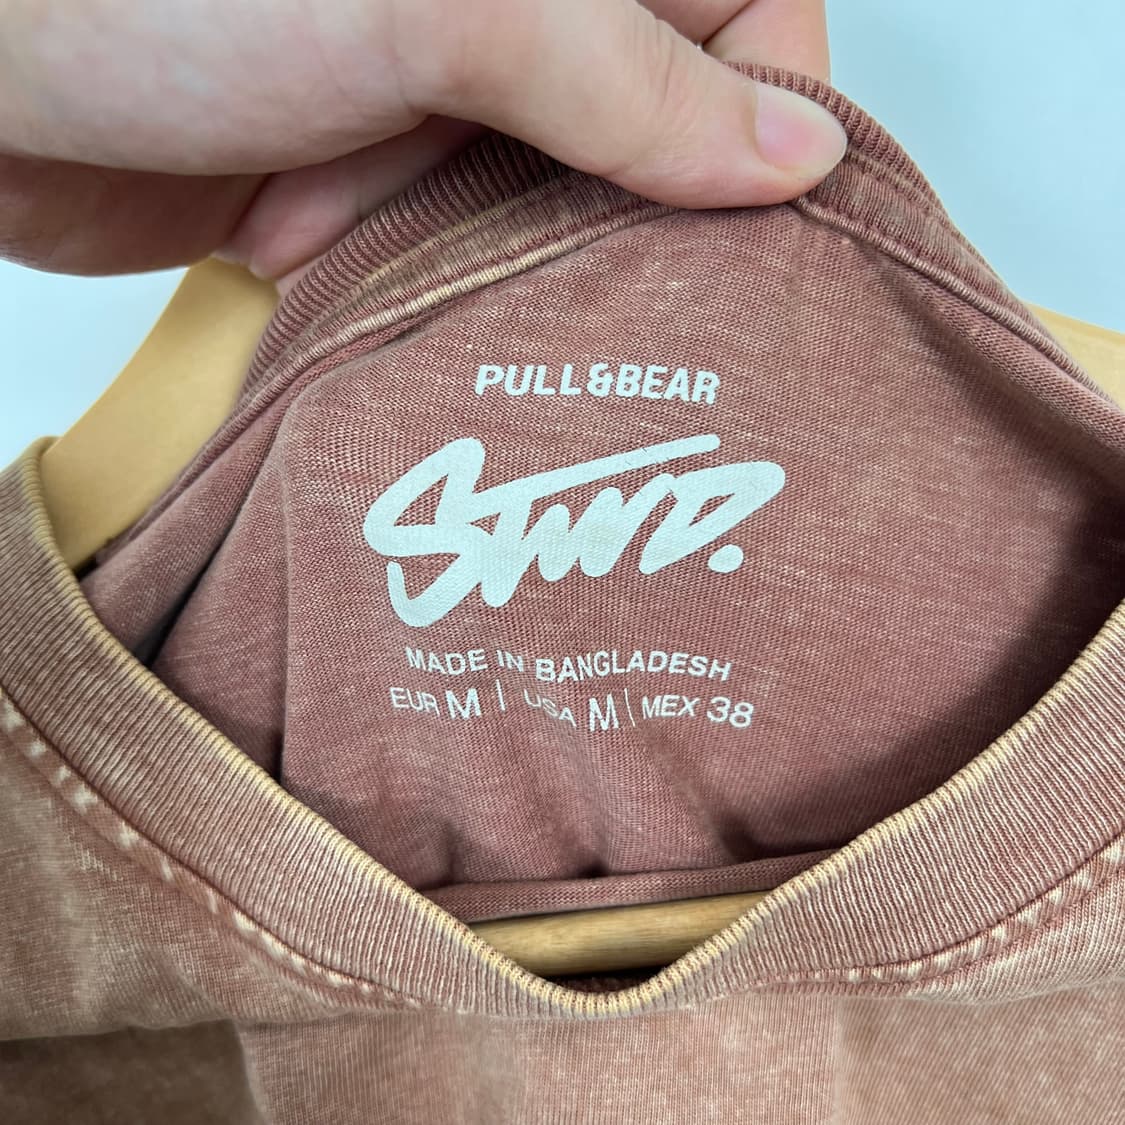 PULL&BEAR
STWD.
MADE IN BANGLADESH
EUR M | USA M | MEX 38